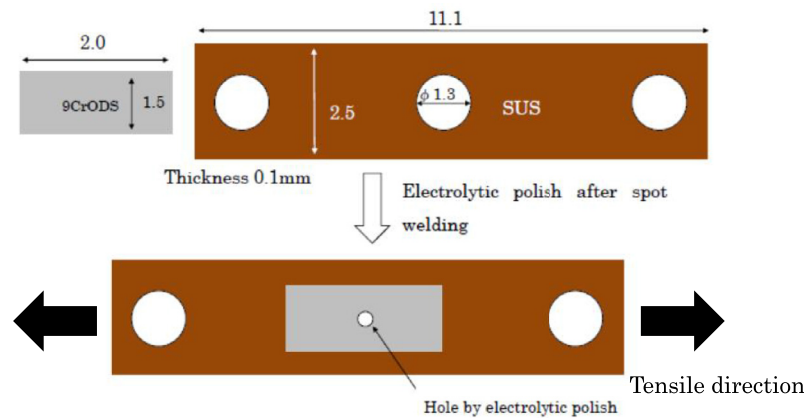 11.1
2.0
9CrODS
1.5
2.5
ϕ 1.3
SUS
Thickness 0.1mm
Electrolytic polish after spot
welding
Tensile direction
Hole by electrolytic polish